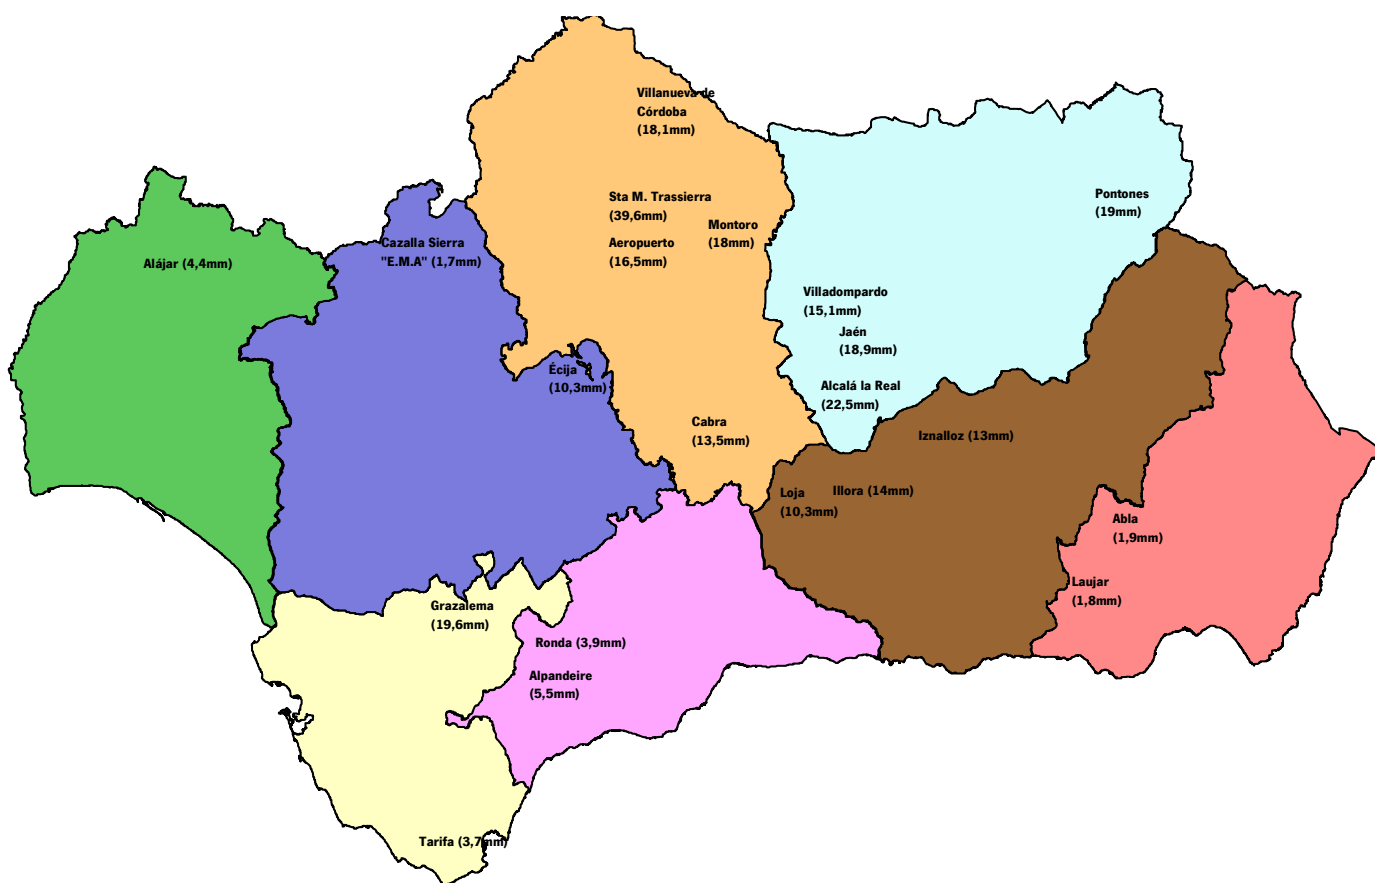 Villanueva de
Córdoba
(18,1mm)
Sta M. Trassierra
(39,6mm)
Montoro
(18mm)
Aeropuerto
(16,5mm)
Pontones
(19mm)
Cazalla Sierra
"E.M.A" (1,7mm)
Alájar (4,4mm)
Villadompardo
(15,1mm)
Jaén
(18,9mm)
Écija
(10,3mm)
Alcalá la Real
(22,5mm)
Cabra
(13,5mm)
Iznalloz (13mm)
Loja
(10,3mm)
Illora (14mm)
Abla
(1,9mm)
Laujar
(1,8mm)
Grazalema
(19,6mm)
Ronda (3,9mm)
Alpandeire
(5,5mm)
Tarifa (3,7mm)